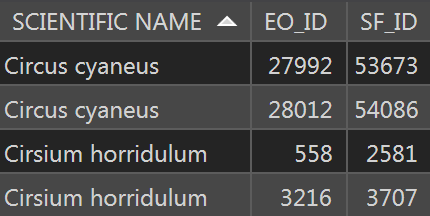 SCIENTIFIC NAME EO_ID SF_ID
Circus cyaneus 27992 53673
Circus cyaneus 28012 54086
Cirsium horridulum 558 2581
Cirsium horridulum 3216 3707